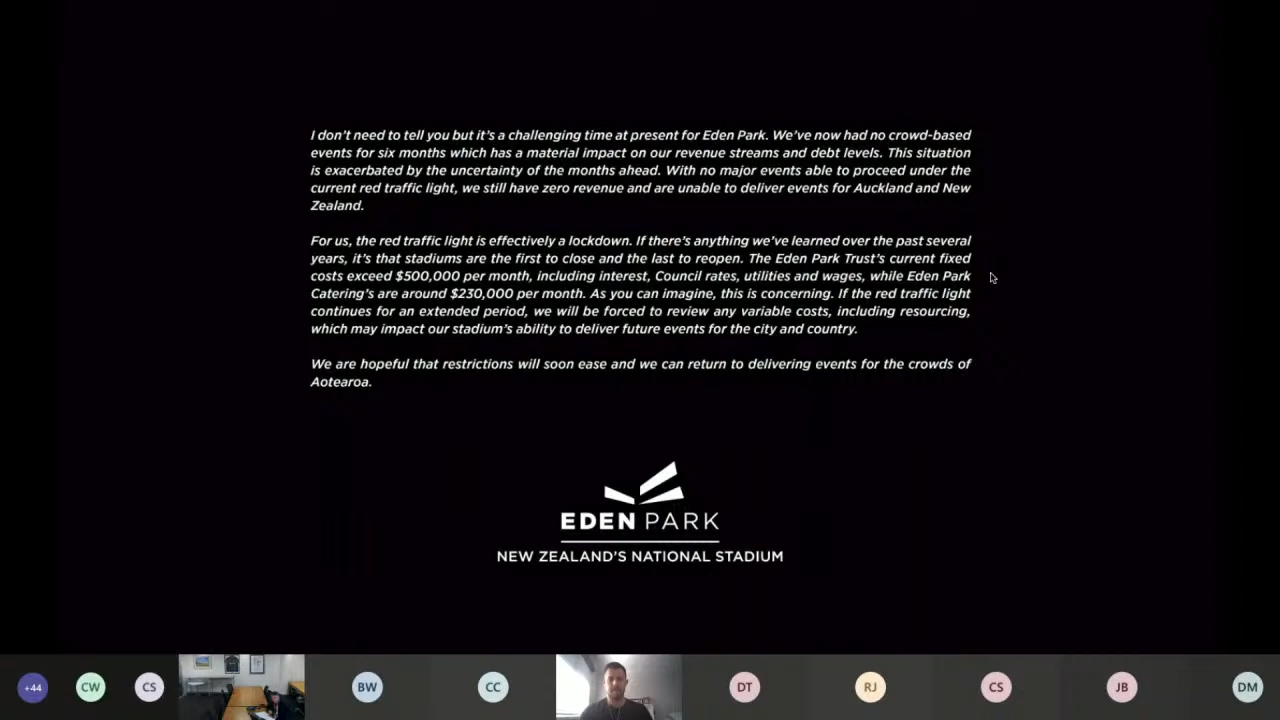 I don't need to tell you but it's a challenging time at present for Eden Park. We've now had no crowd-based
events for six months which has a material impact on our revenue streams and debt levels. This situation
is exacerbated by the uncertainty of the months ahead. With no major events able to proceed under the
current red traffic light, we still have zero revenue and are unable to deliver events for Auckland and New
Zealand.
For us, the red traffic light is effectively a lockdown. If there's anything we've learned over the past several
years, it's that stadiums are the first to close and the last to reopen. The Eden Park Trust's current fixed
costs exceed $500,000 per month, including interest, Council rates, utilities and wages, while Eden Park
Catering's are around $230,000 per month. As you can imagine, this is concerning. If the red traffic light
continues for an extended period, we will be forced to review any variable costs, including resourcing,
which may impact our stadium's ability to deliver future events for the city and country.
We are hopeful that restrictions will soon ease and we can return to delivering events for the crowds of
Aotearoa.
EDEN PARK
NEW ZEALAND'S NATIONAL STADIUM
+44 CW CS BW CC DT RJ CS JB DM